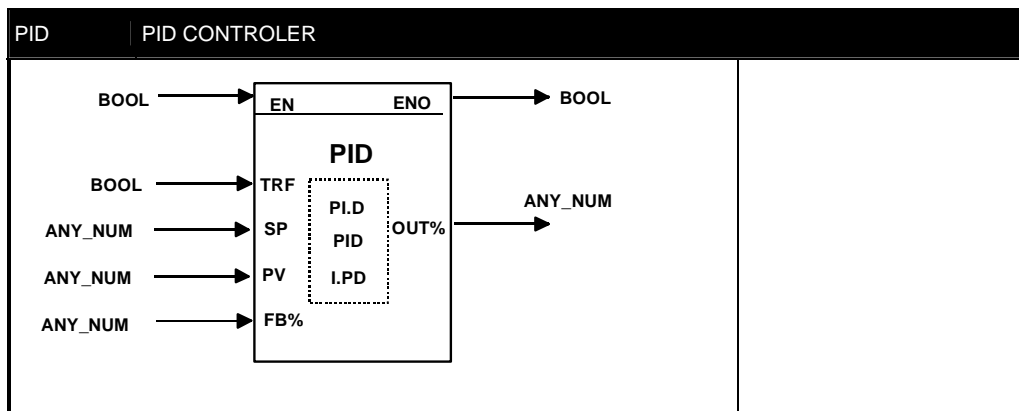 PID PID CONTROLER
BOOL EN ENO BOOL
PID
BOOL TRF PI.D ANY_NUM
ANY_NUM SP PID OUT%
ANY_NUM PV I.PD
ANY_NUM FB%